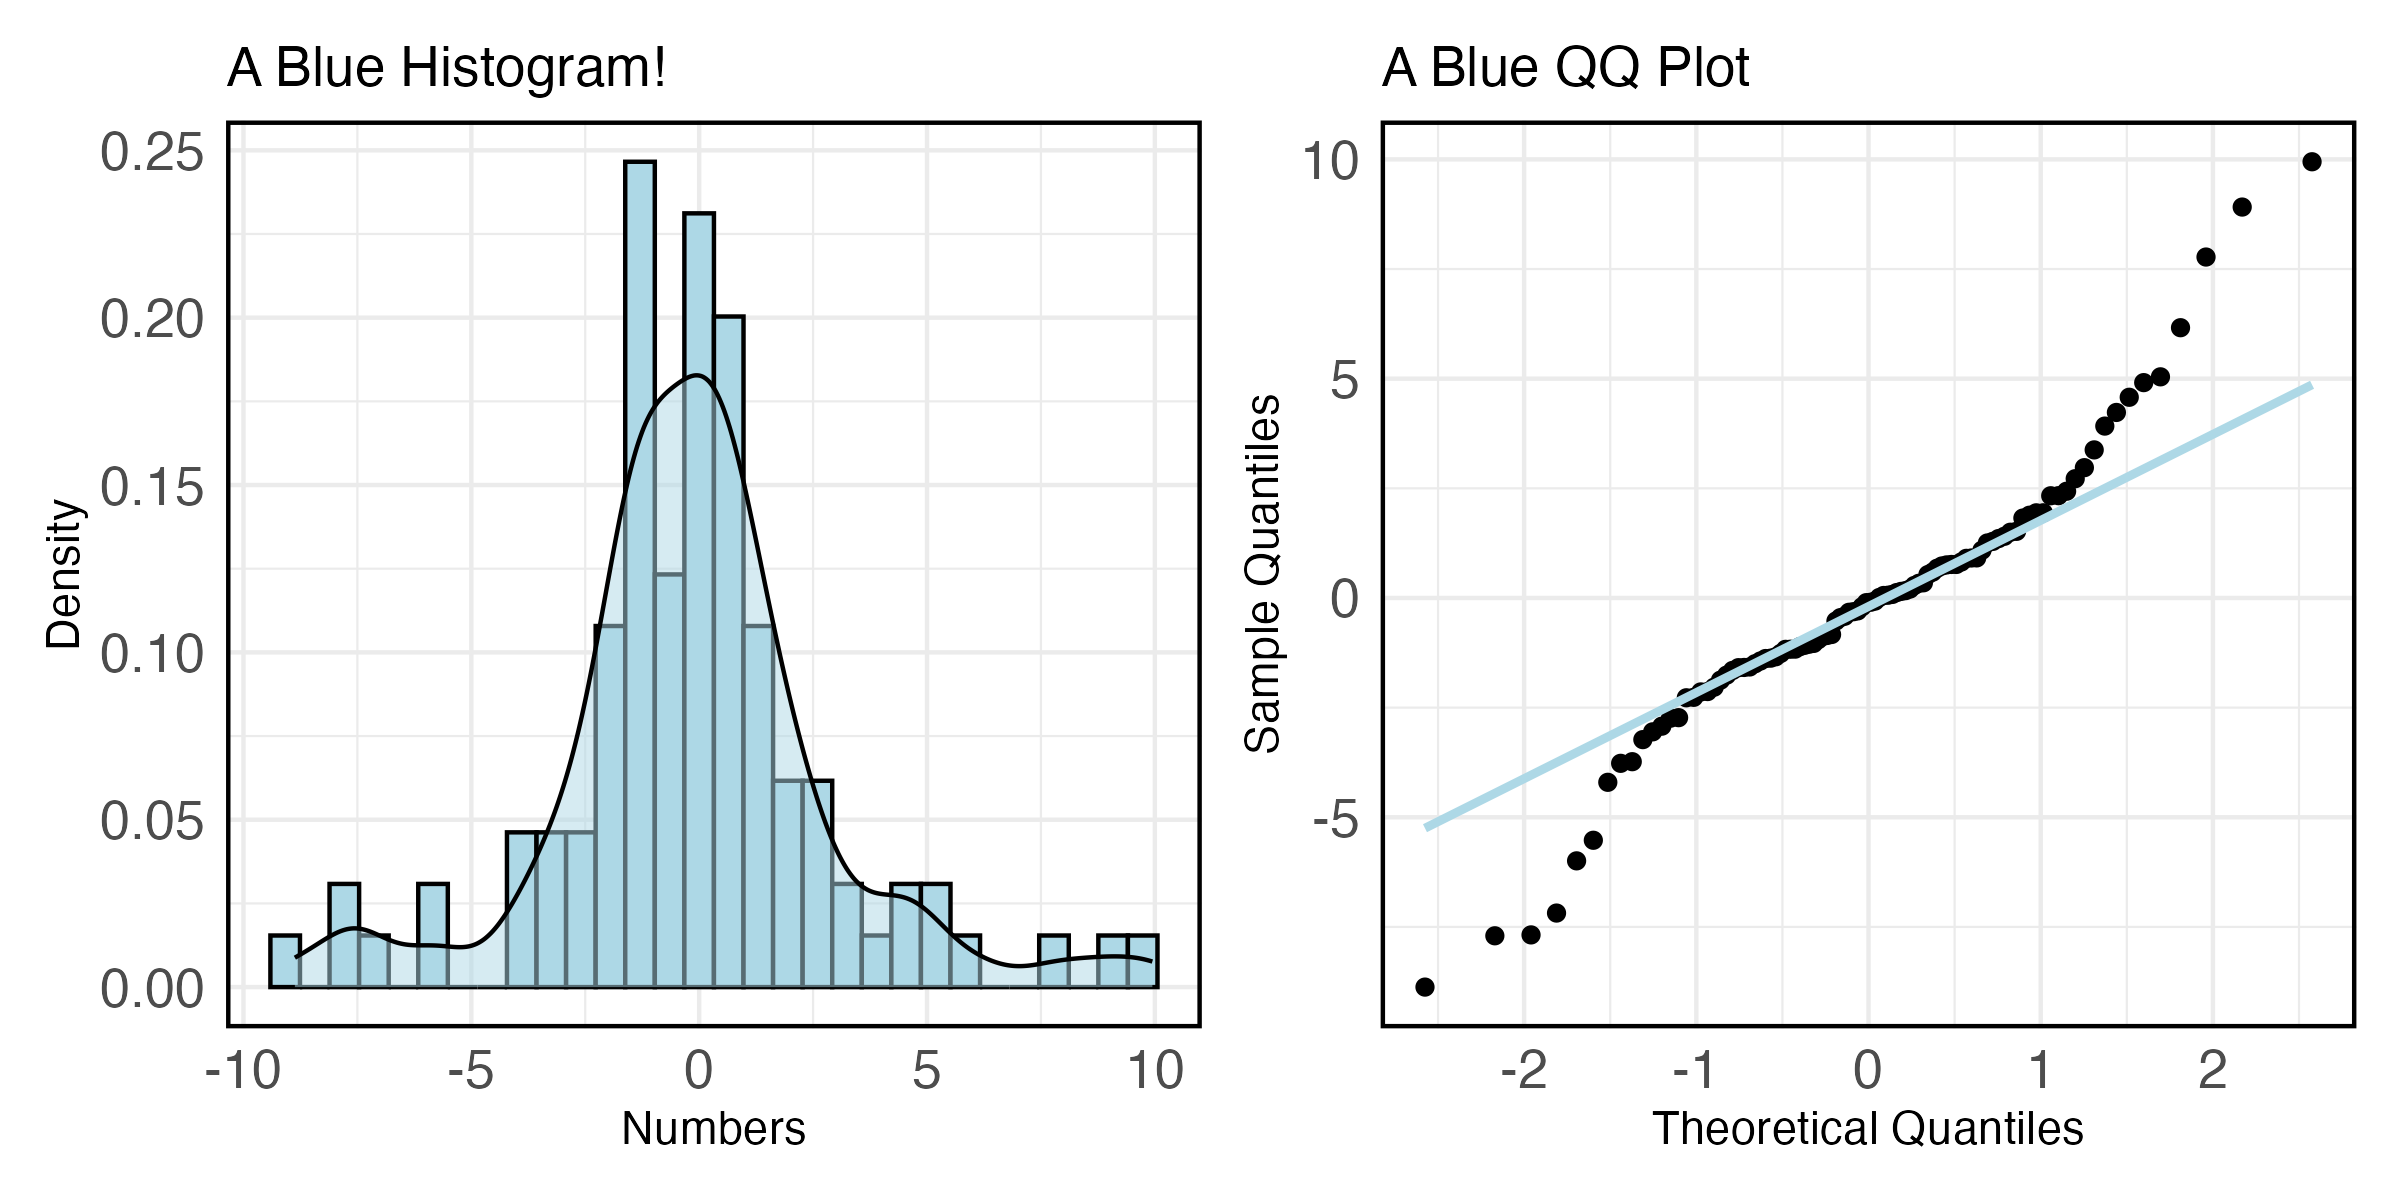 A Blue Histogram!
0.25
0.20
0.15
0.10
0.05
0.00
Density
-10 -5 0 5 10
Numbers
A Blue QQ Plot
10
5
0
-5
Sample Quantiles
-2 -1 0 1 2
Theoretical Quantiles